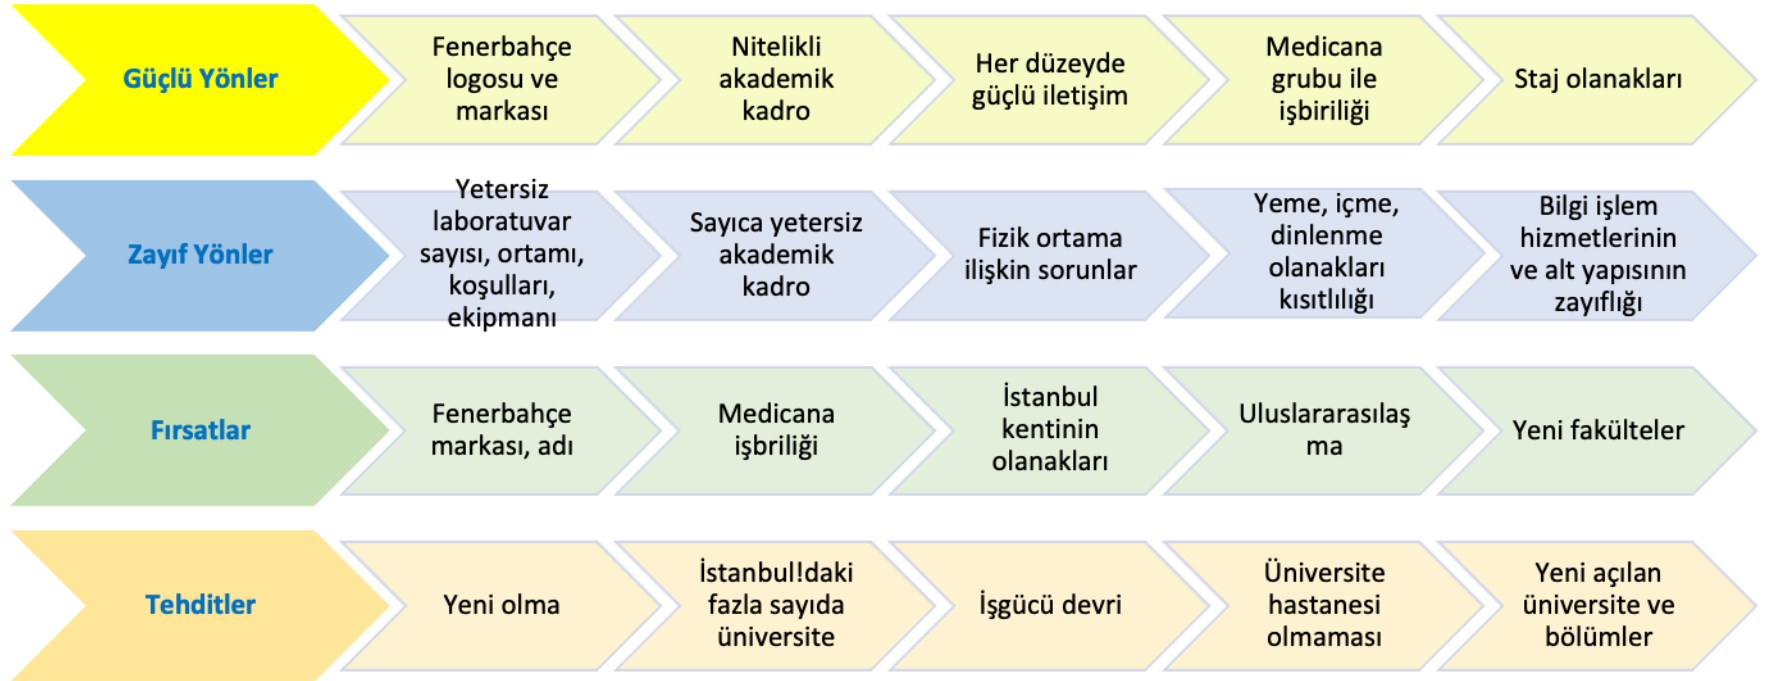 Güçlü Yönler
Fenerbahçe
logosu ve
markası
Nitelikli
akademik
kadro
Her düzeyde
güçlü iletişim
Medicana
grubu ile
işbiriliği
Staj olanakları
Zayıf Yönler
Yetersiz
laboratuvar
sayısı, ortamı,
koşulları,
ekipmanı
Sayıca yetersiz
akademik
kadro
Fizik ortama
ilişkin sorunlar
Yeme, içme,
dinlenme
olanakları
kısıtlılığı
Bilgi işlem
hizmetlerinin
ve alt yapısının
zayıflığı
Fırsatlar
Fenerbahçe
markası, adı
Medicana
işbriliği
İstanbul
kentinin
olanakları
Uluslararasılaş
ma
Yeni fakülteler
Tehditler
Yeni olma
İstanbul!daki
fazla sayıda
üniversite
İşgücü devri
Üniversite
hastanesi
olmaması
Yeni açılan
üniversite ve
bölümler